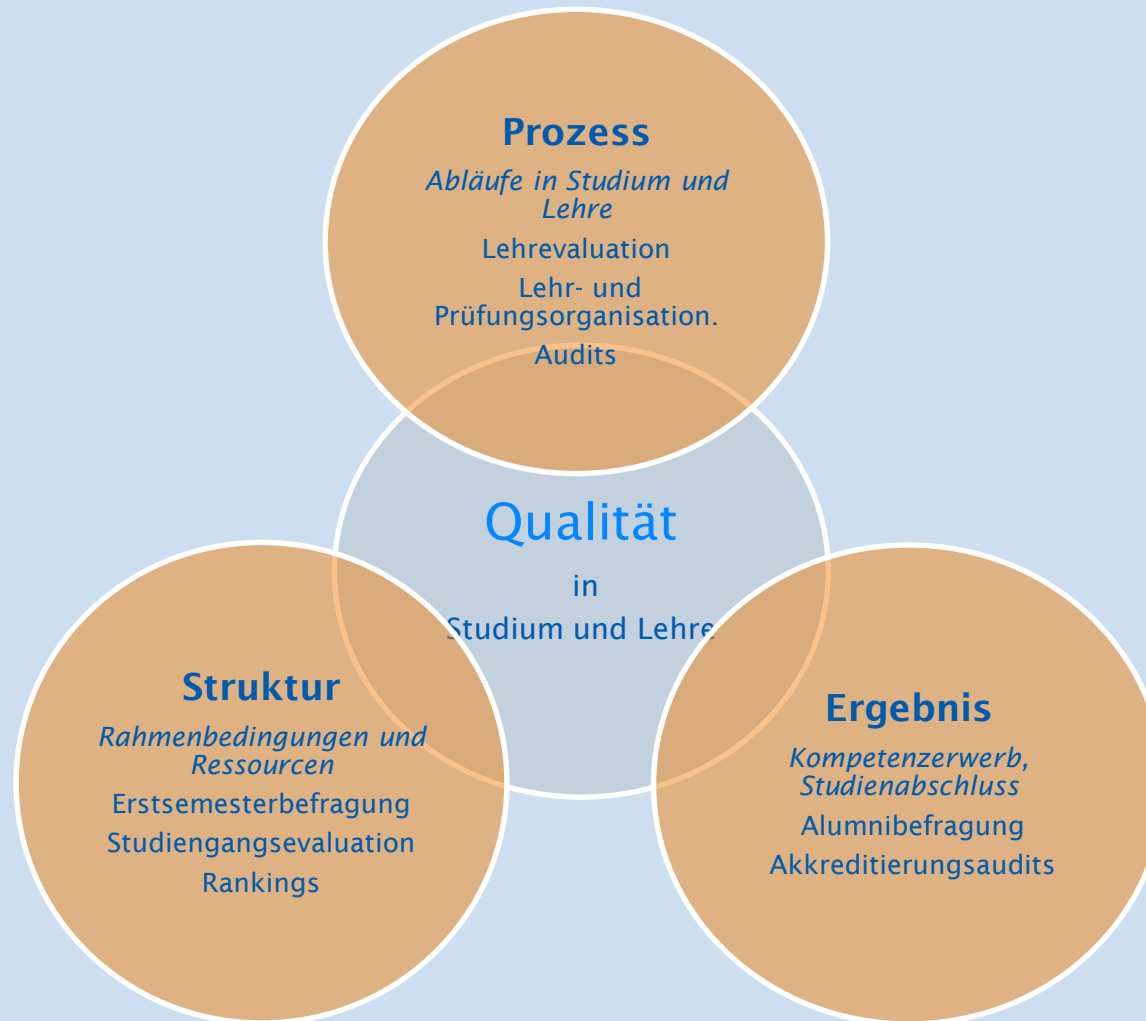 Prozess
Abläufe in Studium und
Lehre
Lehrevaluation
Lehr- und
Prüfungsorganisation.
Audits
Qualität
in
Studium und Lehre
Struktur
Rahmenbedingungen und
Ressourcen
Erstsemesterbefragung
Studiengangsevaluation
Rankings
Ergebnis
Kompetenzerwerb,
Studienabschluss
Alumnibefragung
Akkreditierungsaudits